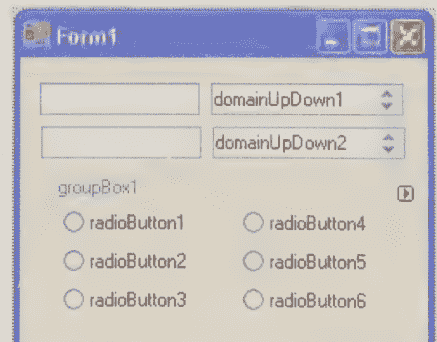 Form1
domainUpDown1
domainUpDown2
groupBox1
radioButton1 radioButton4
radioButton2 radioButton5
radioButton3 radioButton6